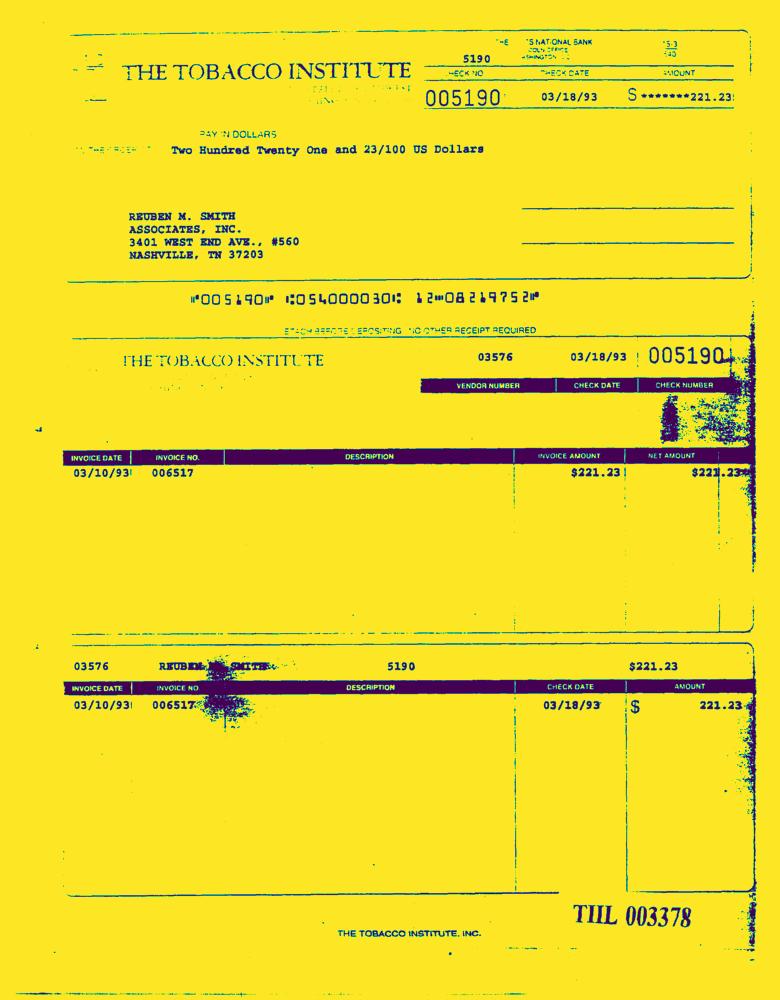 'S NATIONAL BANK
5190
THE TOBACCO INSTITUTE
CHECK NO CHECK DATE AMOUNT
005190 03/18/93 $*******221.23
PAY IN DOLLARS
Two Hundred Twenty One and 23/100 US Dollars
REUBEN M. SMITH
ASSOCIATES, INC.
3401 WEST END AVE., #560
NASHVILLE, TN 37203
⑈005190⑈ ⑆054000030⑆ 12⑉08219752⑈
DETACH BEFORE DEPOSITING NO OTHER RECEIPT REQUIRED
THE TOBACCO INSTITUTE 03576 03/18/93 005190
VENDOR NUMBER CHECK DATE CHECK NUMBER
INVOICE DATE INVOICE NO. DESCRIPTION INVOICE AMOUNT NET AMOUNT
03/10/93 006517 $221.23 $221.23
03576 REUBEN M. SMITH 5190 $221.23
INVOICE DATE INVOICE NO DESCRIPTION CHECK DATE AMOUNT
03/10/93 006517 03/18/93 $ 221.23
TIIL 003378
THE TOBACCO INSTITUTE, INC.